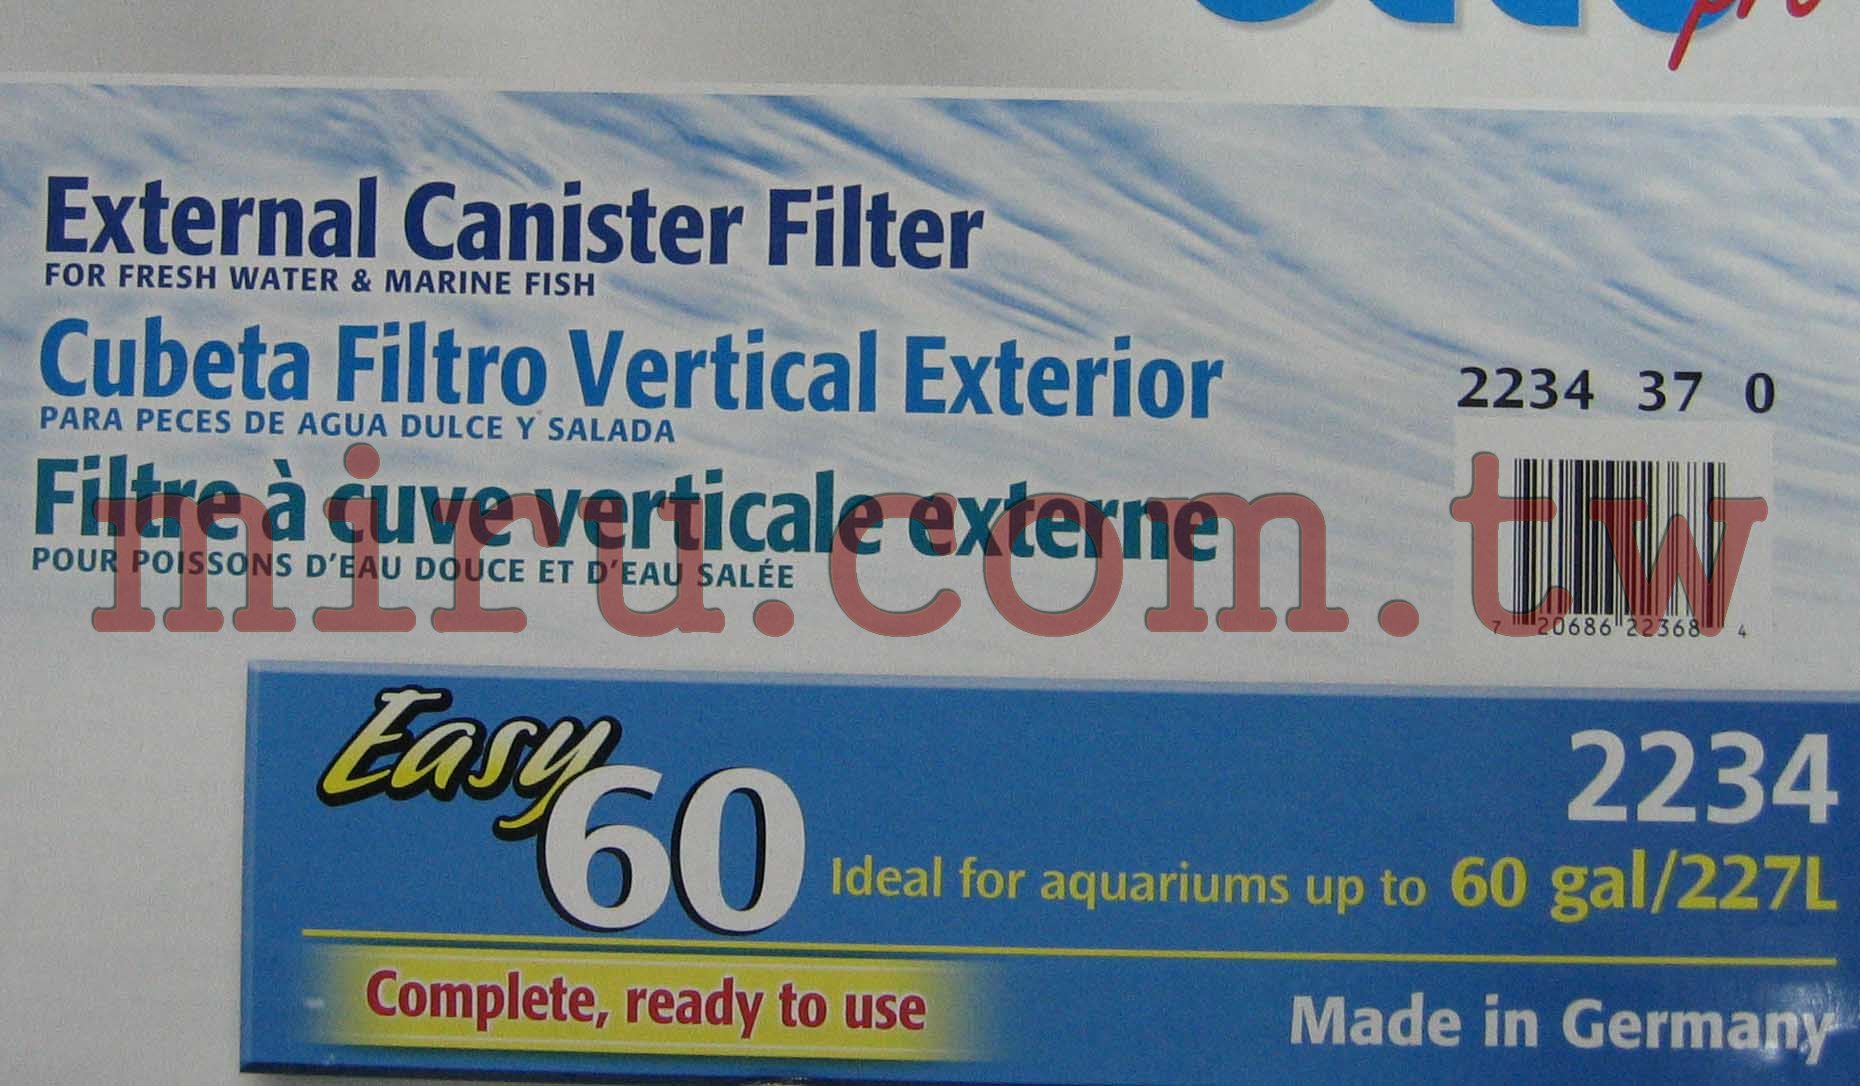 pro
External Canister Filter
FOR FRESH WATER & MARINE FISH
Cubeta Filtro Vertical Exterior
PARA PECES DE AGUA DULCE Y SALADA
2234 37 0
Filtre à cuve verticale externe
POUR POISSONS D'EAU DOUCE ET D'EAU SALÉE
miru.com.tw
7 20686 22368 4
Easy
60
2234
Ideal for aquariums up to 60 gal/227L
Complete, ready to use
Made in Germany